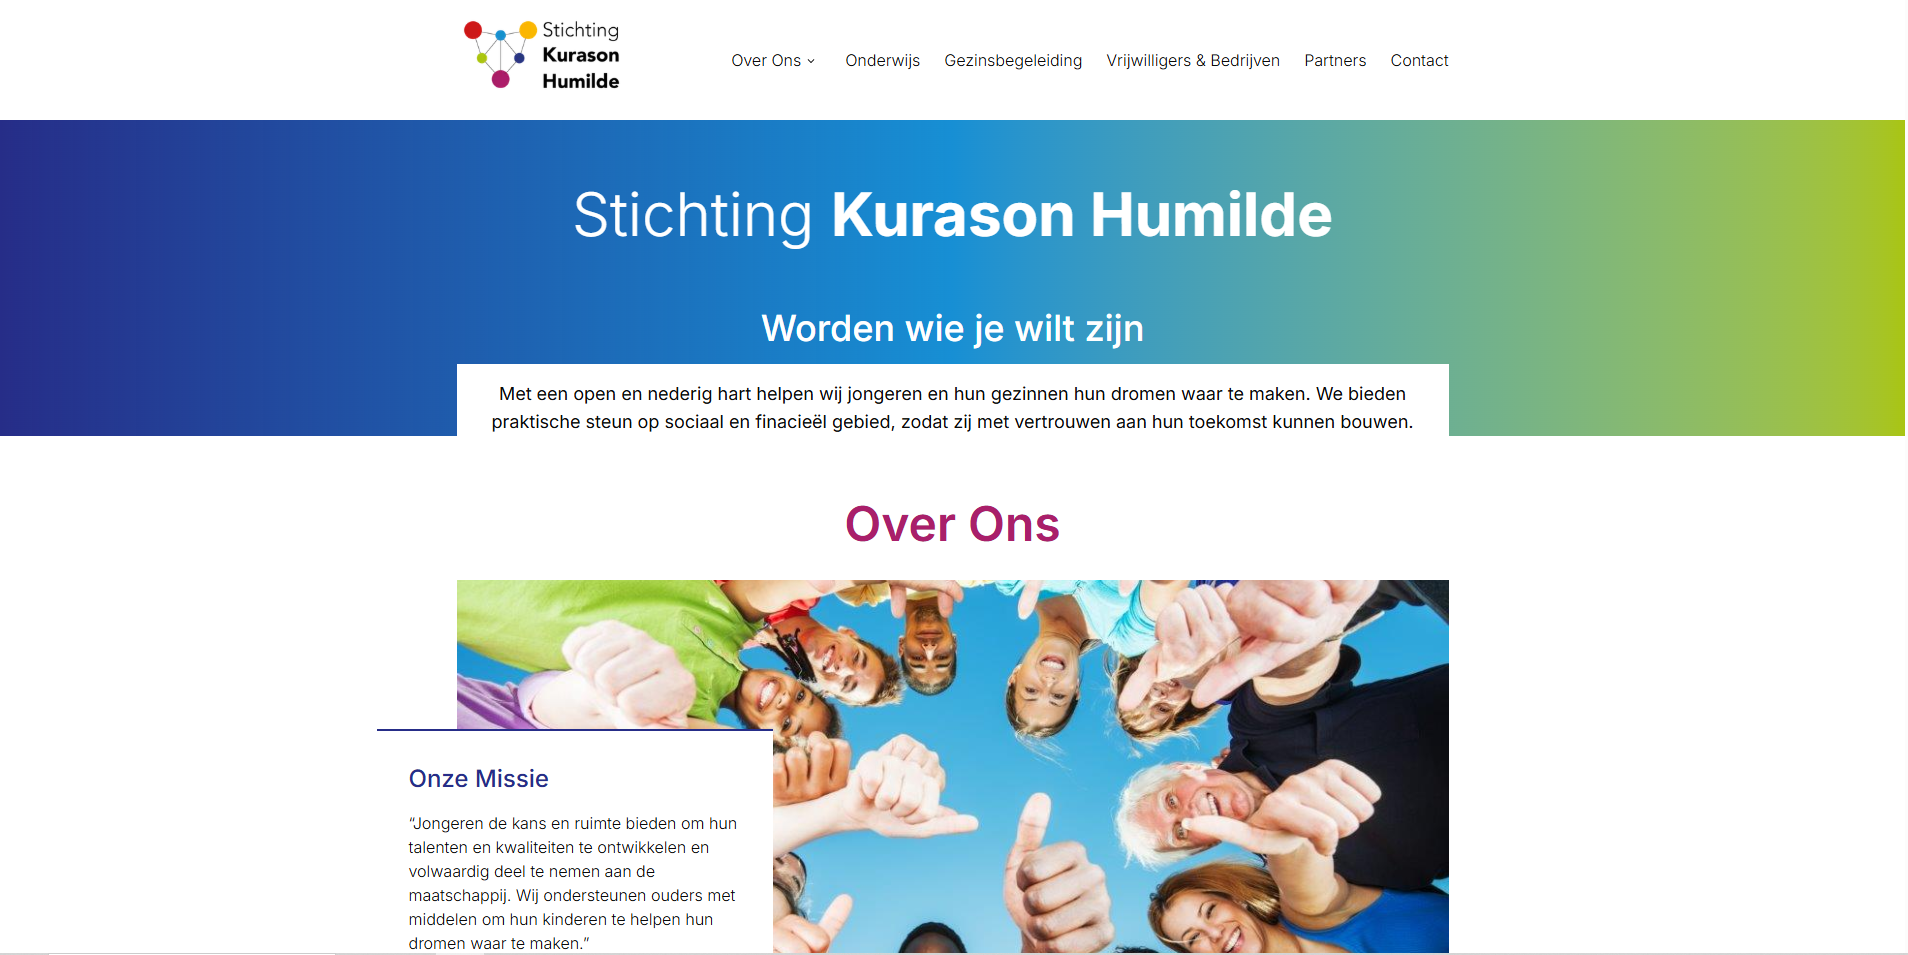 Stichting
Kurason
Humilde
Over Ons
Onderwijs
Gezinsbegeleiding
Vrijwilligers & Bedrijven
Partners
Contact
Stichting Kurason Humilde
Worden wie je wilt zijn
Met een open en nederig hart helpen wij jongeren en hun gezinnen hun dromen waar te maken. We bieden
praktische steun op sociaal en finacieël gebied, zodat zij met vertrouwen aan hun toekomst kunnen bouwen.
Over Ons
Onze Missie
“Jongeren de kans en ruimte bieden om hun
talenten en kwaliteiten te ontwikkelen en
volwaardig deel te nemen aan de
maatschappij. Wij ondersteunen ouders met
middelen om hun kinderen te helpen hun
dromen waar te maken.”